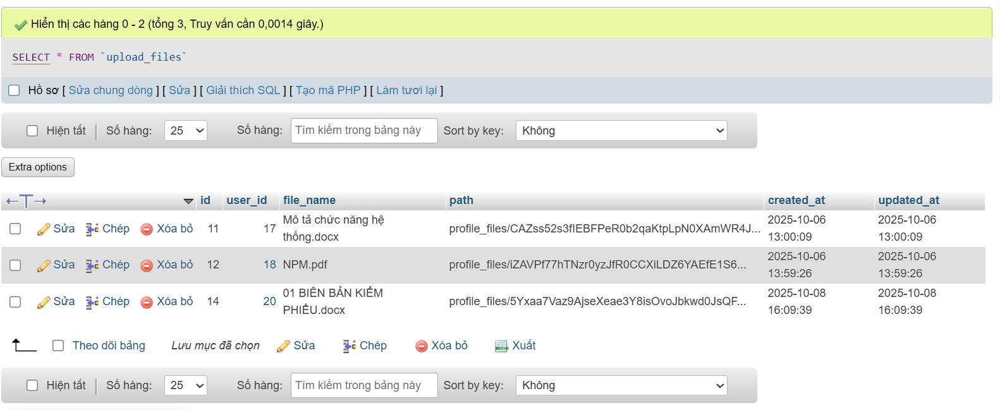 Hiển thị các hàng 0 - 2 (tổng 3, Truy vấn cần 0,0014 giây.)
SELECT * FROM `upload_files`
Hồ sơ [ Sửa chung dòng ] [ Sửa ] [ Giải thích SQL ] [ Tạo mã PHP ] [ Làm tươi lại ]
Hiện tất | Số hàng: 25 Số hàng: Tìm kiếm trong bảng này Sort by key: Không
Extra options
id user_id file_name path created_at updated_at
Sửa Chép Xóa bỏ 11 17 Mô tả chức năng hệ thống.docx profile_files/CAZss52s3flEBFPeR0b2qaKtpLpN0XAmWR4J... 2025-10-06 13:00:09 2025-10-06 13:00:09
Sửa Chép Xóa bỏ 12 18 NPM.pdf profile_files/iZAVPf77hTNzr0yzJfR0CCXiLDZ6YAEfE1S6... 2025-10-06 13:59:26 2025-10-06 13:59:26
Sửa Chép Xóa bỏ 14 20 01 BIÊN BẢN KIỂM PHIẾU.docx profile_files/5Yxaa7Vaz9AjseXeae3Y8isOvoJbkwd0JsQF... 2025-10-08 16:09:39 2025-10-08 16:09:39
Theo dõi bảng Lưu mục đã chọn Sửa Chép Xóa bỏ Xuất
Hiện tất | Số hàng: 25 Số hàng: Tìm kiếm trong bảng này Sort by key: Không